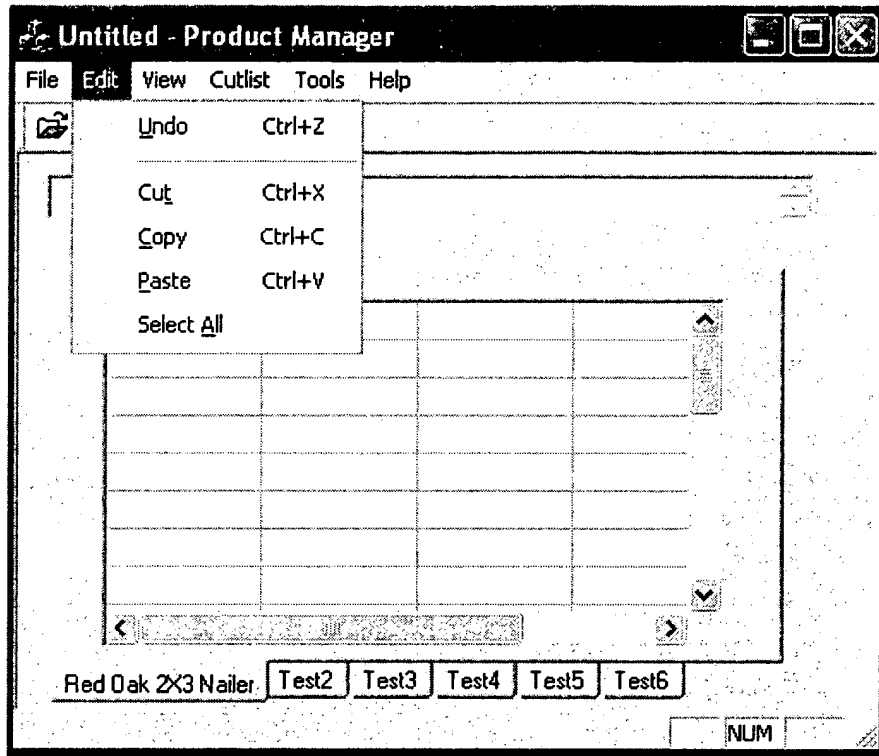 Untitled - Product Manager
File Edit View Cutlist Tools Help
Undo Ctrl+Z
Cut Ctrl+X
Copy Ctrl+C
Paste Ctrl+V
Select All
Red Oak 2X3 Nailer Test2 Test3 Test4 Test5 Test6
NUM